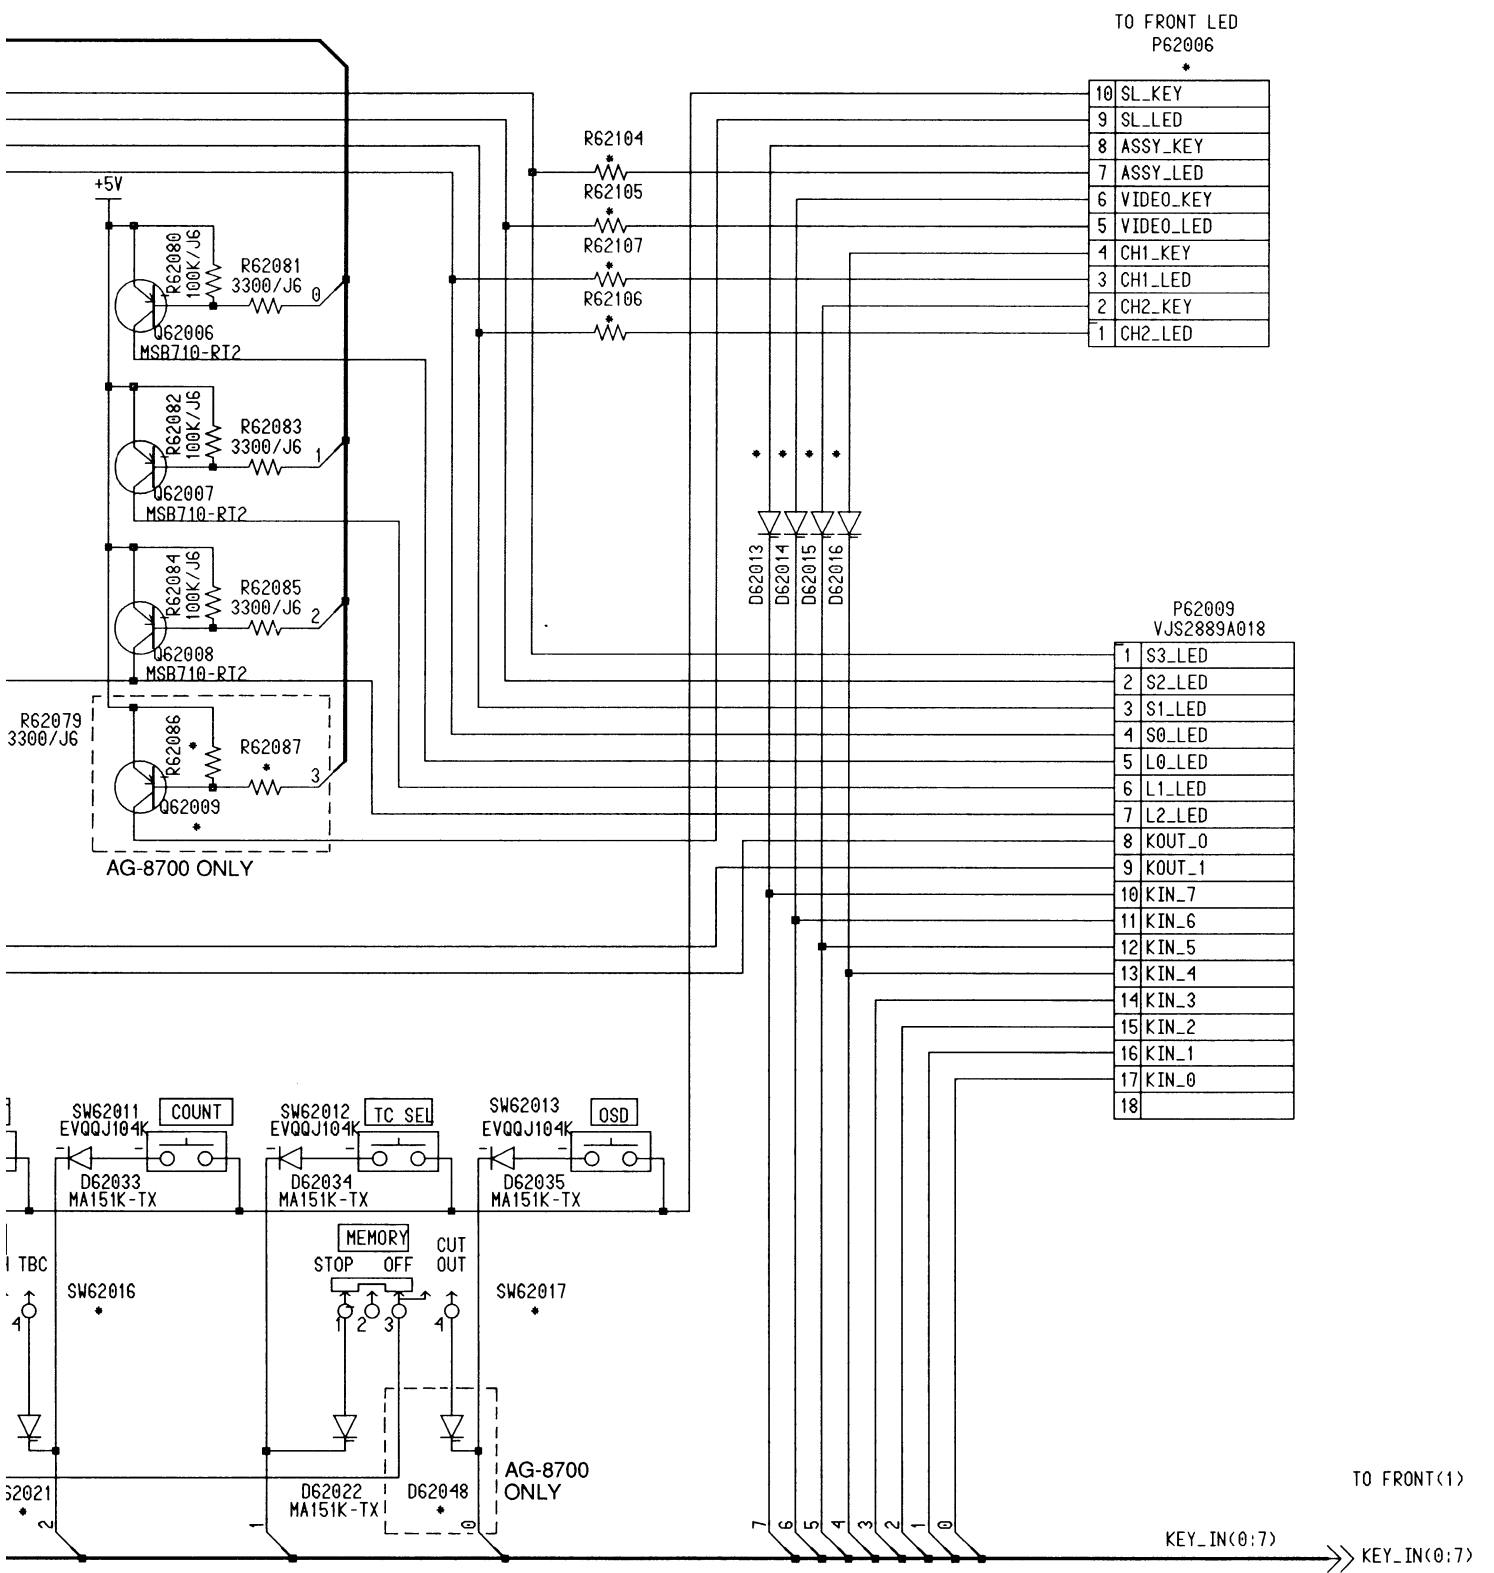 TO FRONT LED
P62006
*
10 SL_KEY
9 SL_LED
8 ASSY_KEY
7 ASSY_LED
6 VIDEO_KEY
5 VIDEO_LED
4 CH1_KEY
3 CH1_LED
2 CH2_KEY
1 CH2_LED
R62104
*
R62105
*
R62107
*
R62106
*
+5V
R62080
100K/J6
R62081
3300/J6
0
Q62006
MSB710-RT2
R62082
100K/J6
R62083
3300/J6
1
Q62007
MSB710-RT2
R62084
100K/J6
R62085
3300/J6
2
Q62008
MSB710-RT2
R62079
3300/J6
R62086
*
R62087
*
3
Q62009
*
AG-8700 ONLY
* * * *
D62013
D62014
D62015
D62016
P62009
VJS2889A018
1 S3_LED
2 S2_LED
3 S1_LED
4 S0_LED
5 L0_LED
6 L1_LED
7 L2_LED
8 KOUT_0
9 KOUT_1
10 KIN_7
11 KIN_6
12 KIN_5
13 KIN_4
14 KIN_3
15 KIN_2
16 KIN_1
17 KIN_0
18
SW62011
EVQQJ104K
COUNT
D62033
MA151K-TX
SW62012
EVQQJ104K
TC SEL
D62034
MA151K-TX
SW62013
EVQQJ104K
OSD
D62035
MA151K-TX
TBC
4
SW62016
*
MEMORY
STOP OFF
CUT
OUT
1 2 3 4
SW62017
*
62021
*
D62022
MA151K-TX
D62048
*
AG-8700
ONLY
2
1
0
7 6 5 4 3 2 1 0
TO FRONT(1)
KEY_IN(0:7)
KEY_IN(0:7)